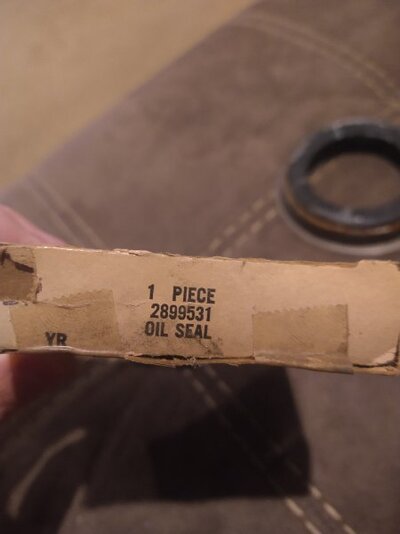 1 PIECE
2899531
OIL SEAL
YR